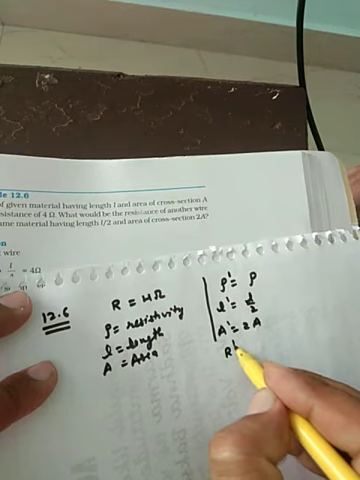 le 12.6
of given material having length l and area of cross-section A
sistance of 4 Ω. What would be the resistance of another wire
ame material having length l/2 and area of cross-section 2A?
on
wire
l/A = 4Ω
12.6
R = 4Ω
ρ = resistivity
l = length
A = Area
ρ' = ρ
l' = l/2
A' = 2A
R'